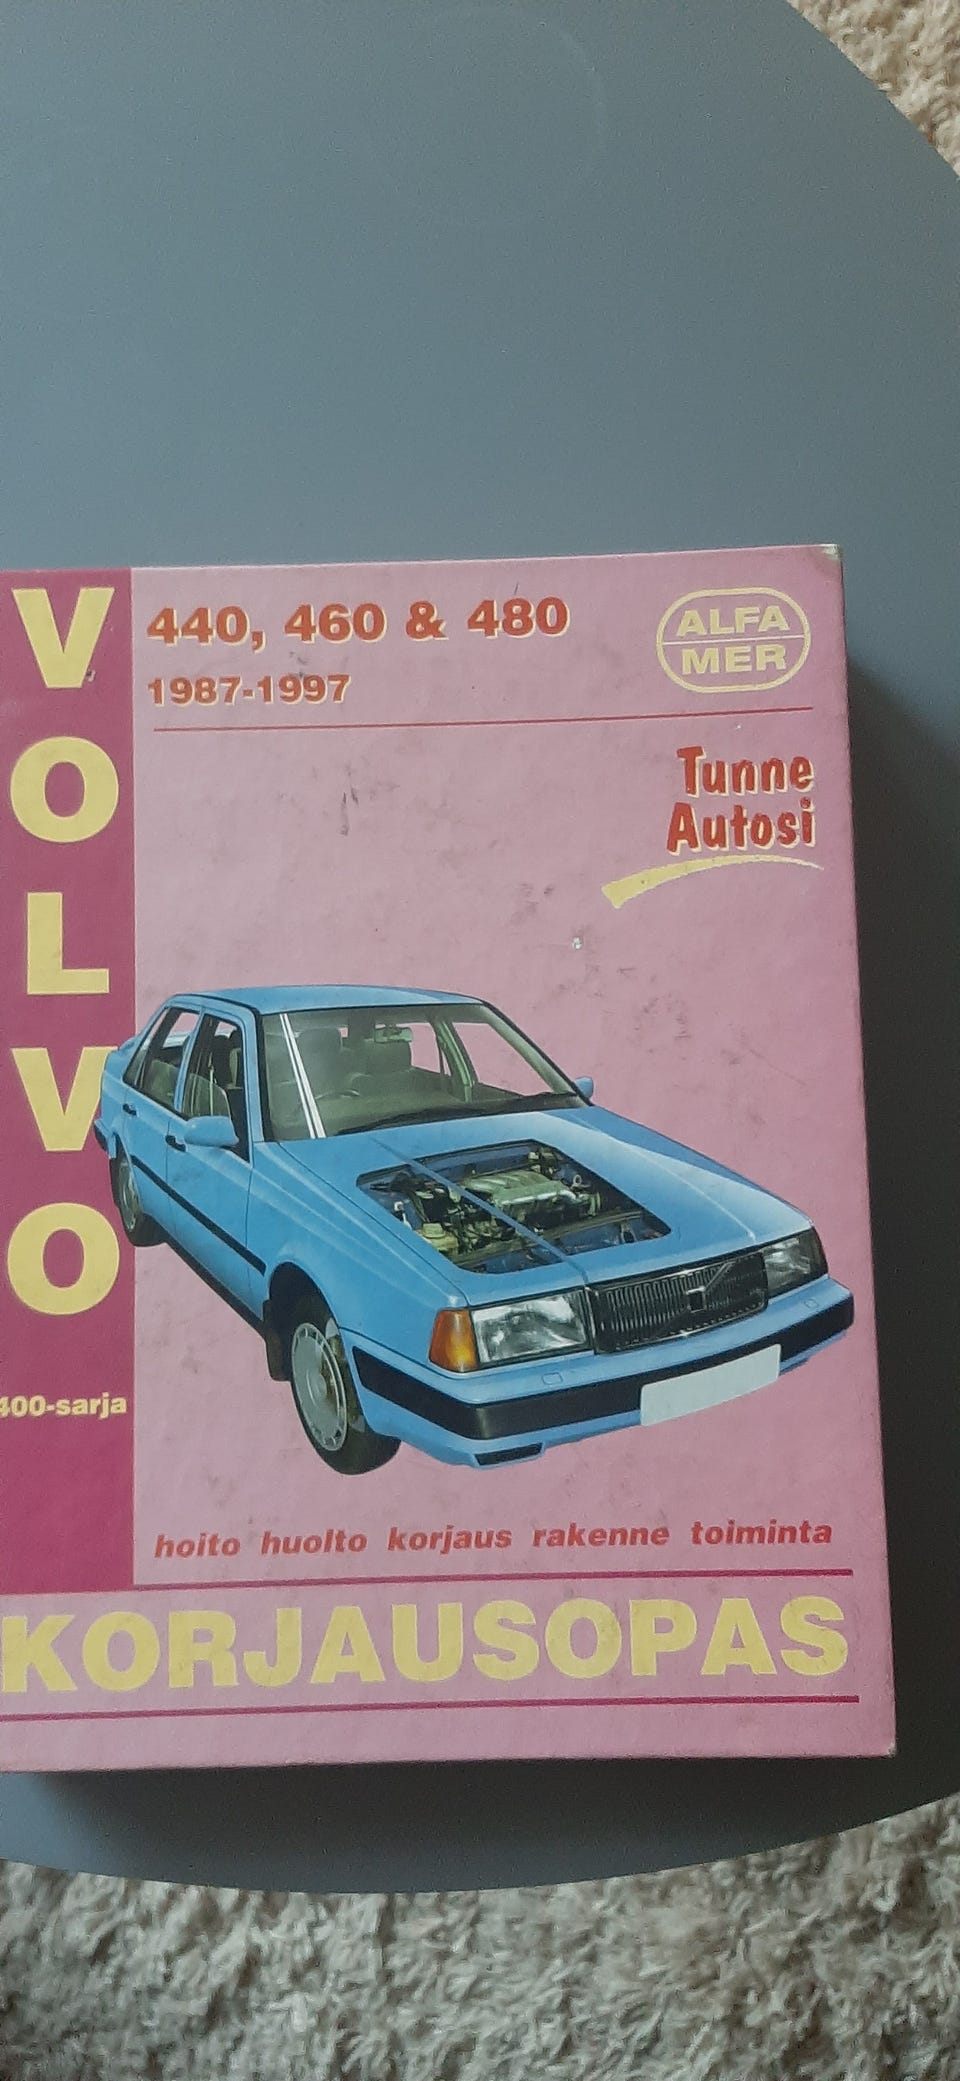 VOLVO
440, 460 & 480
1987-1997
ALFA
MER
Tunne
Autosi
400-sarja
hoito huolto korjaus rakenne toiminta
KORJAUSOPAS